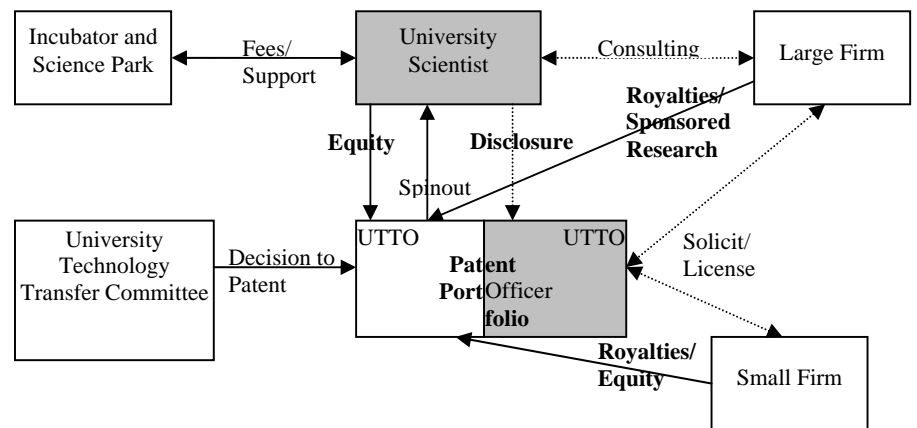 Incubator and
Science Park
Fees/
Support
University
Scientist
Consulting
Large Firm
Royalties/
Sponsored
Research
Equity
Disclosure
Spinout
University
Technology
Transfer Committee
Decision to
Patent
UTTO
UTTO
Patent
Port
Officer
folio
Solicit/
License
Royalties/
Equity
Small Firm